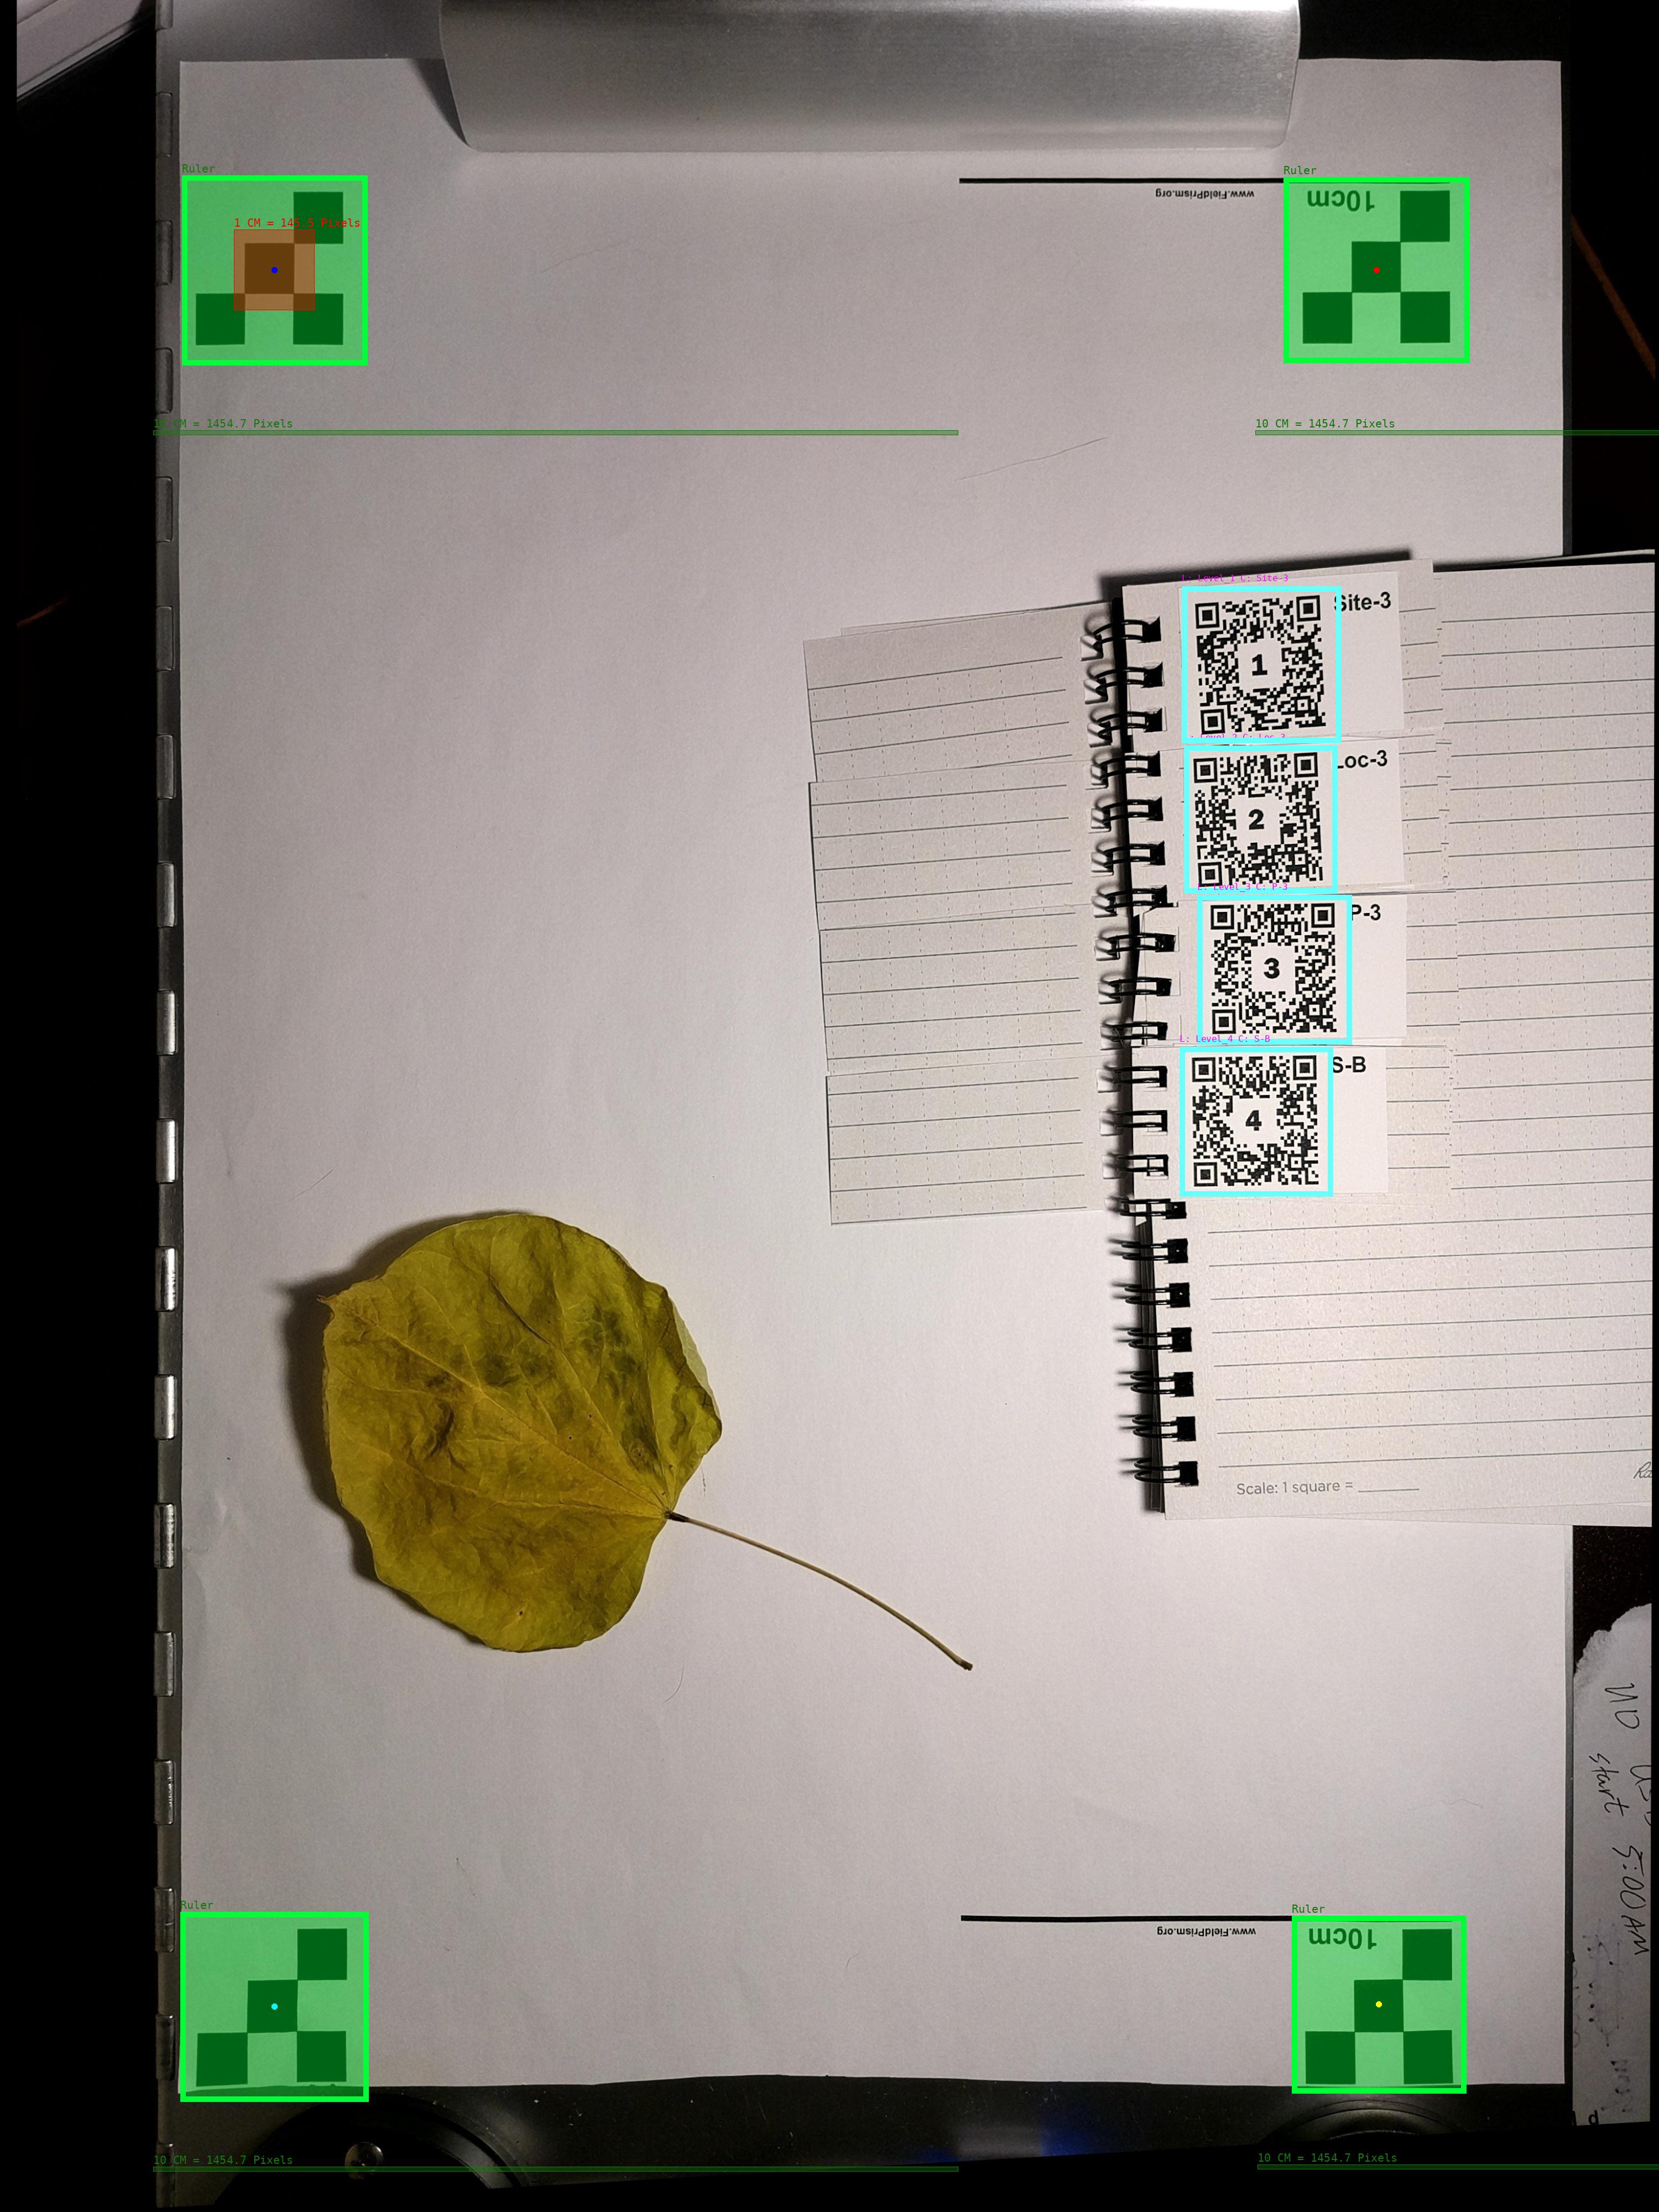 Ruler
Ruler
1 CM = 145.5 Pixels
10cm
www.FieldPrism.org
10 CM = 1454.7 Pixels
10 CM = 1454.7 Pixels
L: Level_1 C: Site-3
Site-3
1
L: Level_2 C: Loc-3
Loc-3
2
L: Level_3 C: P-3
P-3
3
L: Level_4 C: S-B
S-B
4
Scale: 1 square =
no
start 5:00 AM
Ruler
Ruler
10cm
www.FieldPrism.org
10 CM = 1454.7 Pixels
10 CM = 1454.7 Pixels